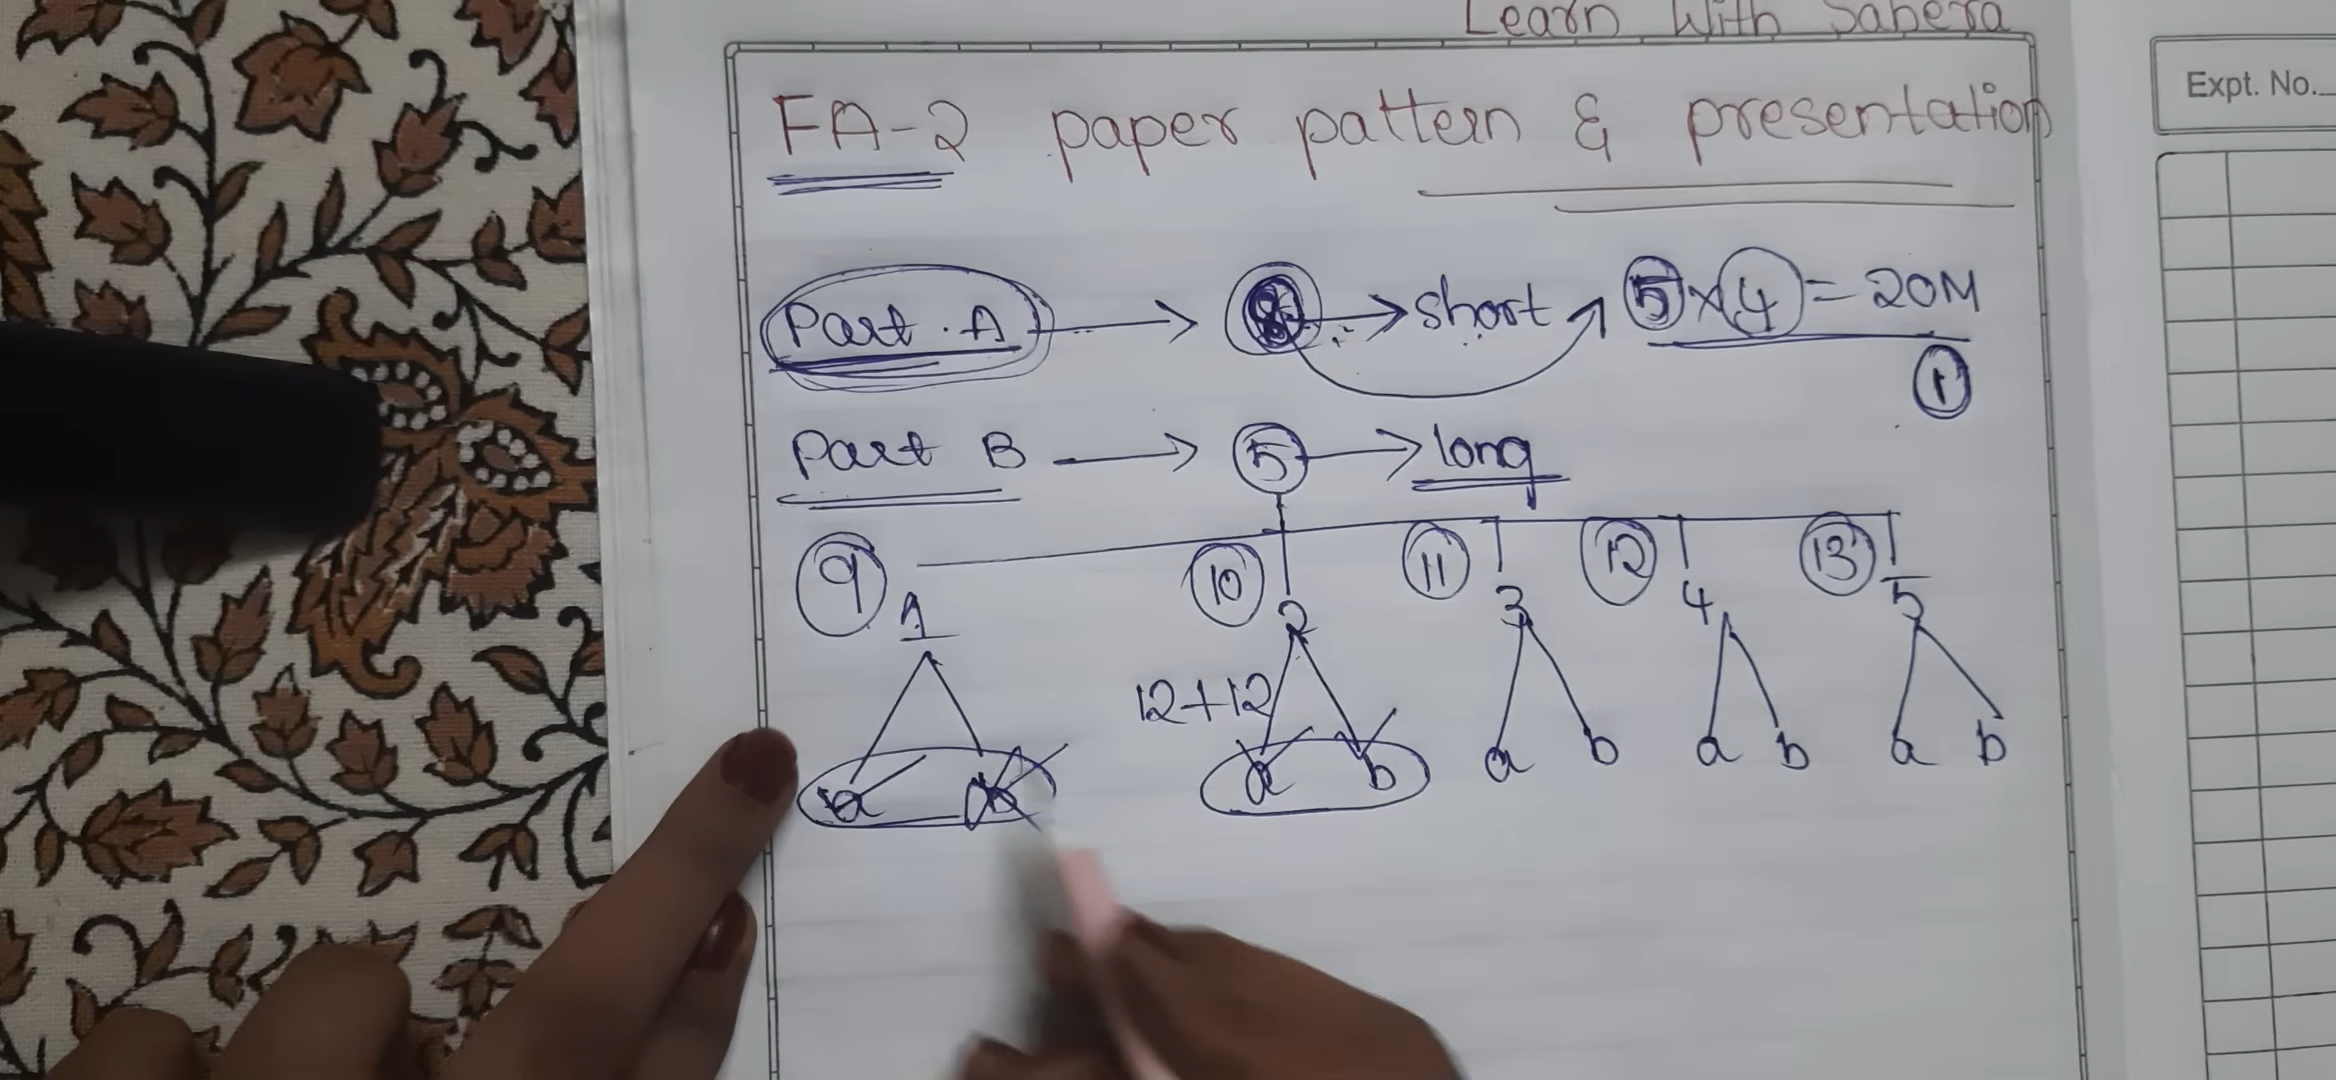 Learn With Sabera
Expt. No.
FA-2 paper pattern & presentation
Part. A → 8 → short 5×4 = 20M
1
Part B → 5 → long
9 10 11 12 13
1 2 3 4 5
12+12
a b a b a b a b a b